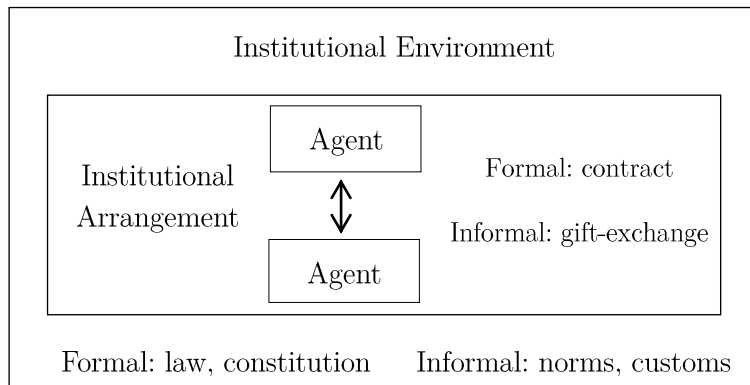 Institutional Environment
Agent
Institutional
Arrangement
Formal: contract
Informal: gift-exchange
Agent
Formal: law, constitution
Informal: norms, customs